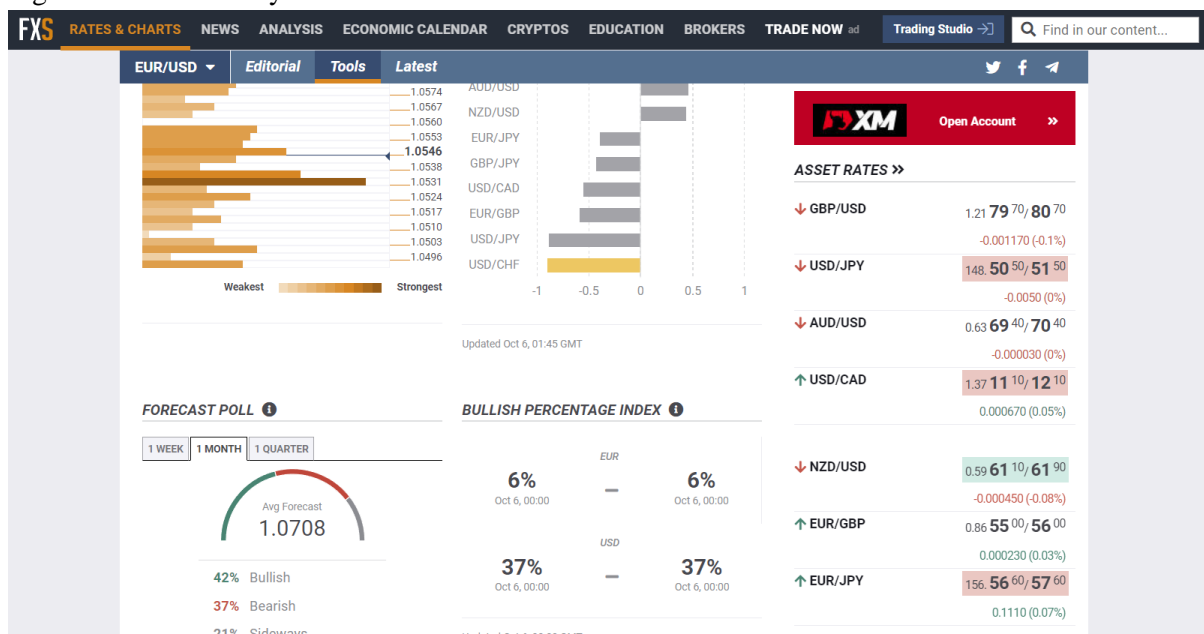 FXS RATES & CHARTS NEWS ANALYSIS ECONOMIC CALENDAR CRYPTOS EDUCATION BROKERS TRADE NOW ad Trading Studio Find in our content...
EUR/USD Editorial Tools Latest
1.0574
1.0567
1.0560
1.0553
1.0546
1.0538
1.0531
1.0524
1.0517
1.0510
1.0503
1.0496
Weakest Strongest
AUD/USD
NZD/USD
EUR/JPY
GBP/JPY
USD/CAD
EUR/GBP
USD/JPY
USD/CHF
-1 -0.5 0 0.5 1
Updated Oct 6, 01:45 GMT
FORECAST POLL
1 WEEK 1 MONTH 1 QUARTER
Avg Forecast
1.0708
42% Bullish
37% Bearish
21% Sideways
BULLISH PERCENTAGE INDEX
EUR
6% – 6%
Oct 6, 00:00 Oct 6, 00:00
USD
37% – 37%
Oct 6, 00:00 Oct 6, 00:00
XM Open Account »
ASSET RATES »
GBP/USD 1.21 79 70/ 80 70
-0.001170 (-0.1%)
USD/JPY 148. 50 50/ 51 50
-0.0050 (0%)
AUD/USD 0.63 69 40/ 70 40
-0.000030 (0%)
USD/CAD 1.37 11 10/ 12 10
0.000670 (0.05%)
NZD/USD 0.59 61 10/ 61 90
-0.000450 (-0.08%)
EUR/GBP 0.86 55 00/ 56 00
0.000230 (0.03%)
EUR/JPY 156. 56 60/ 57 60
0.1110 (0.07%)